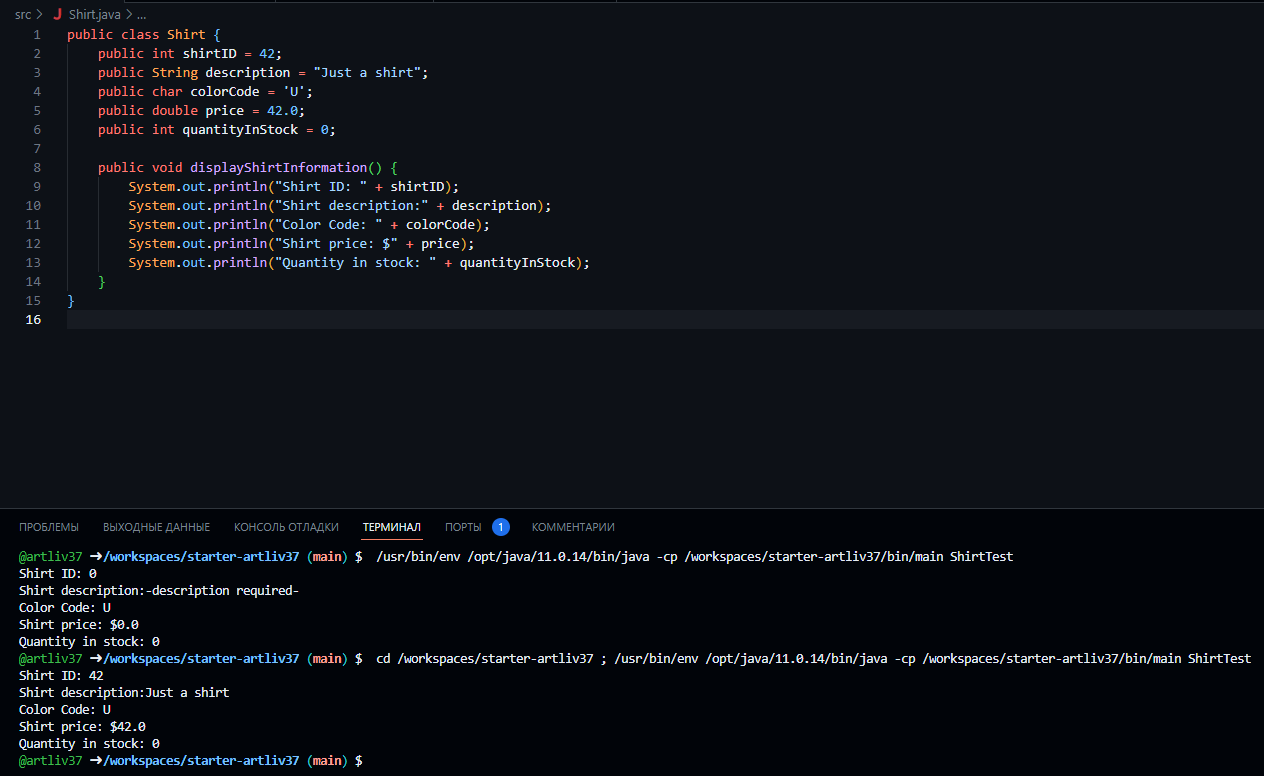 src > J Shirt.java > ...
1 public class Shirt {
2     public int shirtID = 42;
3     public String description = "Just a shirt";
4     public char colorCode = 'U';
5     public double price = 42.0;
6     public int quantityInStock = 0;
7
8     public void displayShirtInformation() {
9         System.out.println("Shirt ID: " + shirtID);
10         System.out.println("Shirt description:" + description);
11         System.out.println("Color Code: " + colorCode);
12         System.out.println("Shirt price: $" + price);
13         System.out.println("Quantity in stock: " + quantityInStock);
14     }
15 }
16
ПРОБЛЕМЫ ВЫХОДНЫЕ ДАННЫЕ КОНСОЛЬ ОТЛАДКИ ТЕРМИНАЛ ПОРТЫ 1 КОММЕНТАРИИ
@artliv37 ➜/workspaces/starter-artliv37 (main) $  /usr/bin/env /opt/java/11.0.14/bin/java -cp /workspaces/starter-artliv37/bin/main ShirtTest
Shirt ID: 0
Shirt description:-description required-
Color Code: U
Shirt price: $0.0
Quantity in stock: 0
@artliv37 ➜/workspaces/starter-artliv37 (main) $  cd /workspaces/starter-artliv37 ; /usr/bin/env /opt/java/11.0.14/bin/java -cp /workspaces/starter-artliv37/bin/main ShirtTest
Shirt ID: 42
Shirt description:Just a shirt
Color Code: U
Shirt price: $42.0
Quantity in stock: 0
@artliv37 ➜/workspaces/starter-artliv37 (main) $